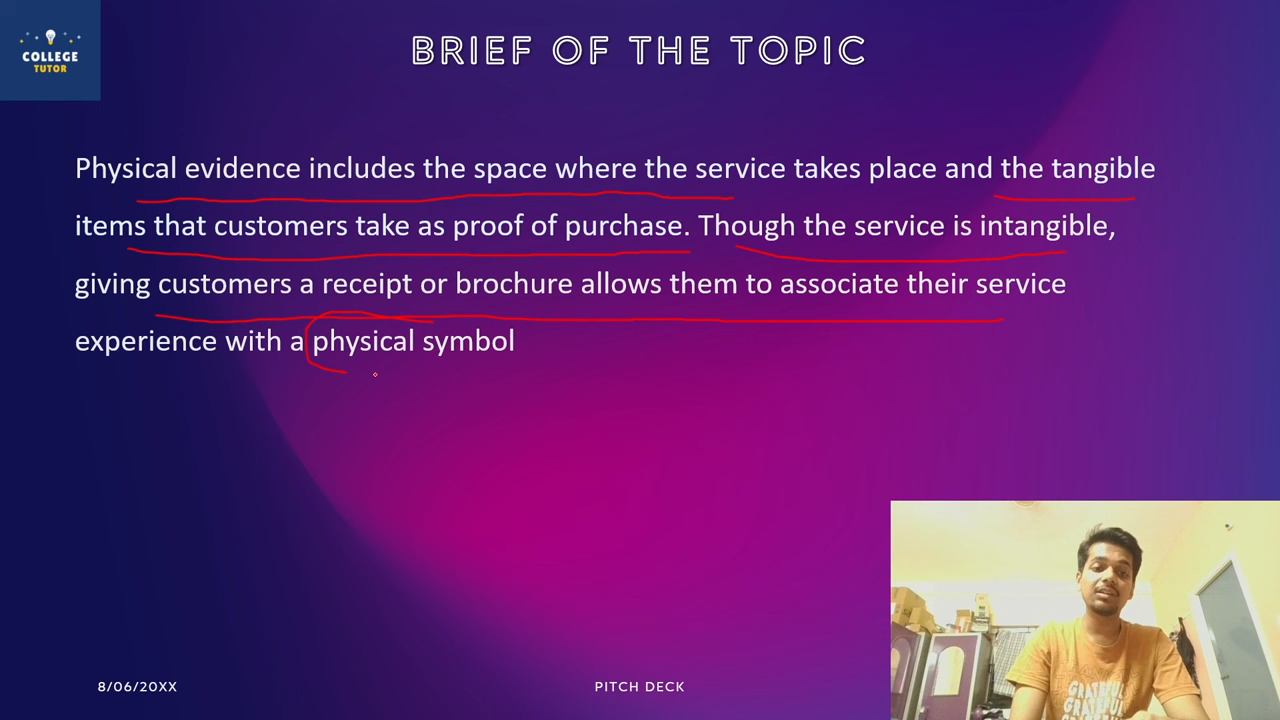 COLLEGE
TUTOR
BRIEF OF THE TOPIC
Physical evidence includes the space where the service takes place and the tangible
items that customers take as proof of purchase. Though the service is intangible,
giving customers a receipt or brochure allows them to associate their service
experience with a physical symbol
GRATEFUL
GRATEFUL
8/06/20XX
PITCH DECK